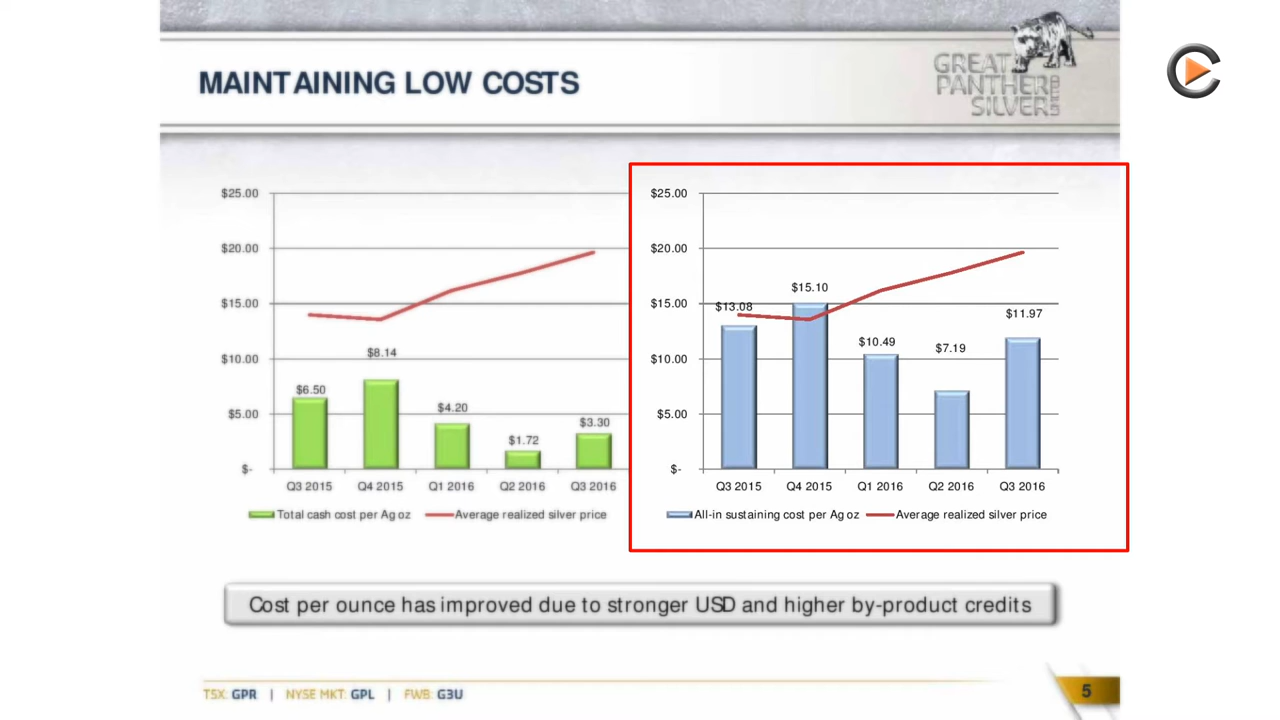 MAINTAINING LOW COSTS
GREAT
PANTHER
SILVER
LIMITED
$25.00
$20.00
$15.00
$10.00
$5.00
$-
$6.50
$8.14
$4.20
$1.72
$3.30
Q3 2015 Q4 2015 Q1 2016 Q2 2016 Q3 2016
Total cash cost per Ag oz Average realized silver price
$25.00
$20.00
$15.00
$10.00
$5.00
$-
$13.08
$15.10
$10.49
$7.19
$11.97
Q3 2015 Q4 2015 Q1 2016 Q2 2016 Q3 2016
All-in sustaining cost per Ag oz Average realized silver price
Cost per ounce has improved due to stronger USD and higher by-product credits
TSX: GPR | NYSE MKT: GPL | FWB: G3U
5